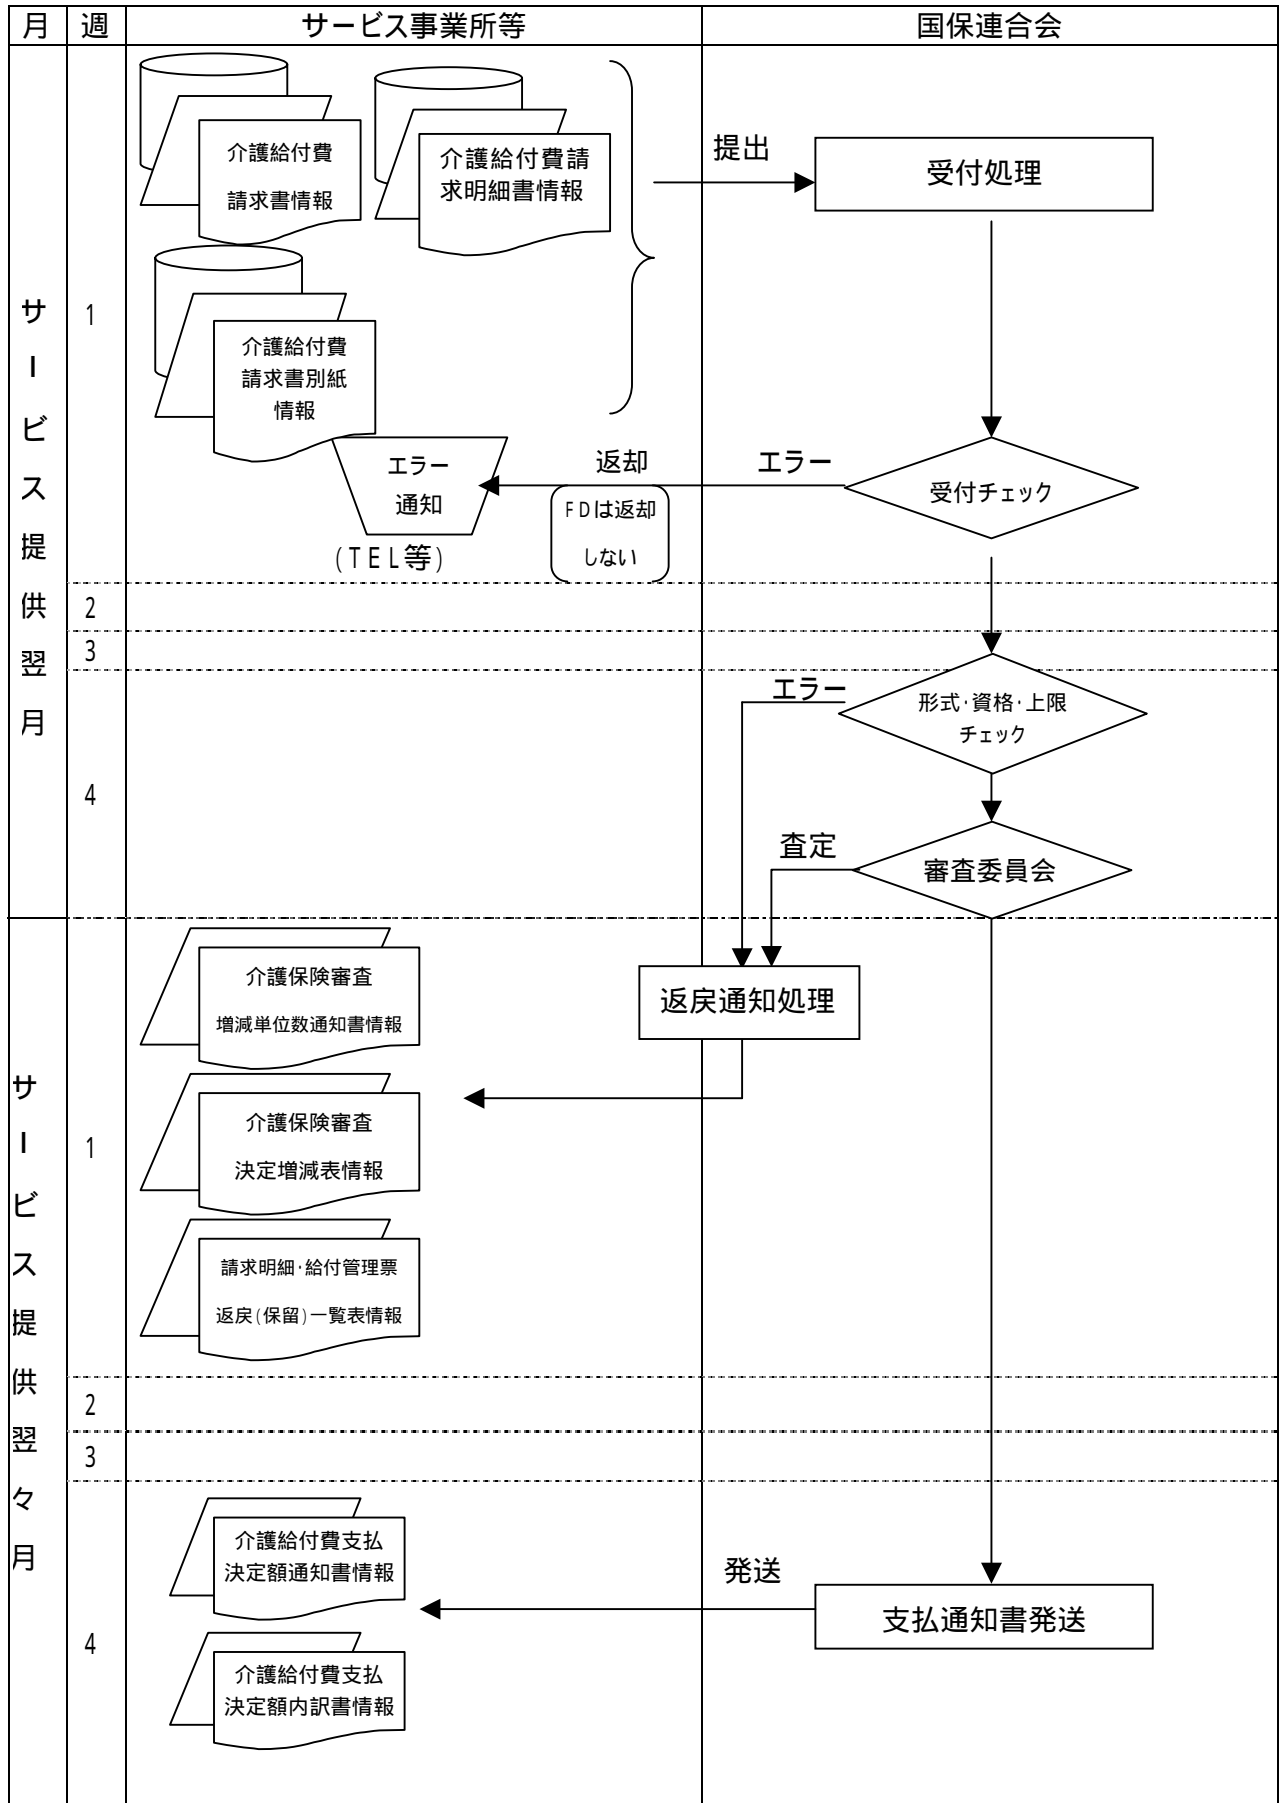 月 週 サービス事業所等 国保連合会
サービス提供翌月
1
介護給付費
請求書情報
介護給付費請
求明細書情報
提出
受付処理
介護給付費
請求書別紙
情報
エラー
通知
(TEL等)
返却
エラー
FDは返却
しない
受付チェック
2
3
エラー
形式・資格・上限
チェック
4
査定
審査委員会
サービス提供翌々月
1
介護保険審査
増減単位数通知書情報
返戻通知処理
介護保険審査
決定増減表情報
請求明細・給付管理票
返戻(保留)一覧表情報
2
3
4
介護給付費支払
決定額通知書情報
発送
支払通知書発送
介護給付費支払
決定額内訳書情報